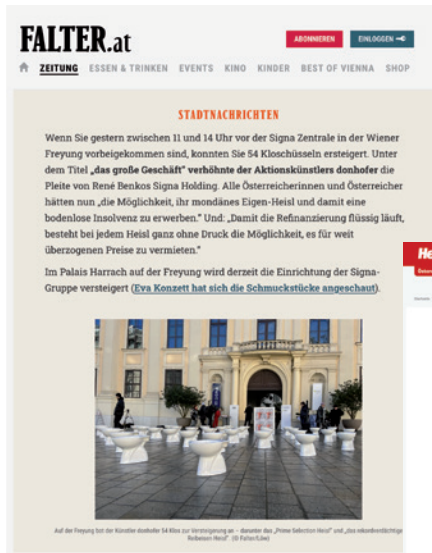 FALTER.at
ABONNIEREN
EINLOGGEN
ZEITUNG ESSEN & TRINKEN EVENTS KINO KINDER BEST OF VIENNA SHOP
STADTNACHRICHTEN
Wenn Sie gestern zwischen 11 und 14 Uhr vor der Signa Zentrale in der Wiener
Freyung vorbeigekommen sind, konnten Sie 54 Kloschüsseln ersteigert. Unter
dem Titel „das große Geschäft" verhöhnte der Aktionskünstlers donhofer die
Pleite von René Benkos Signa Holding. Alle Österreicherinnen und Österreicher
hätten nun „die Möglichkeit, ihr mondänes Eigen-Heisl und damit eine
bodenlose Insolvenz zu erwerben." Und: „Damit die Refinanzierung flüssig läuft,
besteht bei jedem Heisl ganz ohne Druck die Möglichkeit, es für weit
überzogenen Preise zu vermieten."
He
Im Palais Harrach auf der Freyung wird derzeit die Einrichtung der Signa-
Gruppe versteigert (Eva Konzett hat sich die Schmuckstücke angeschaut).
Auf der Freyung bot der Künstler donhofer 54 Klos zur Versteigerung an – darunter das „Prime Selection Heisl" und „das rekordverdächtige
Heisl". (© Falter/Löw)